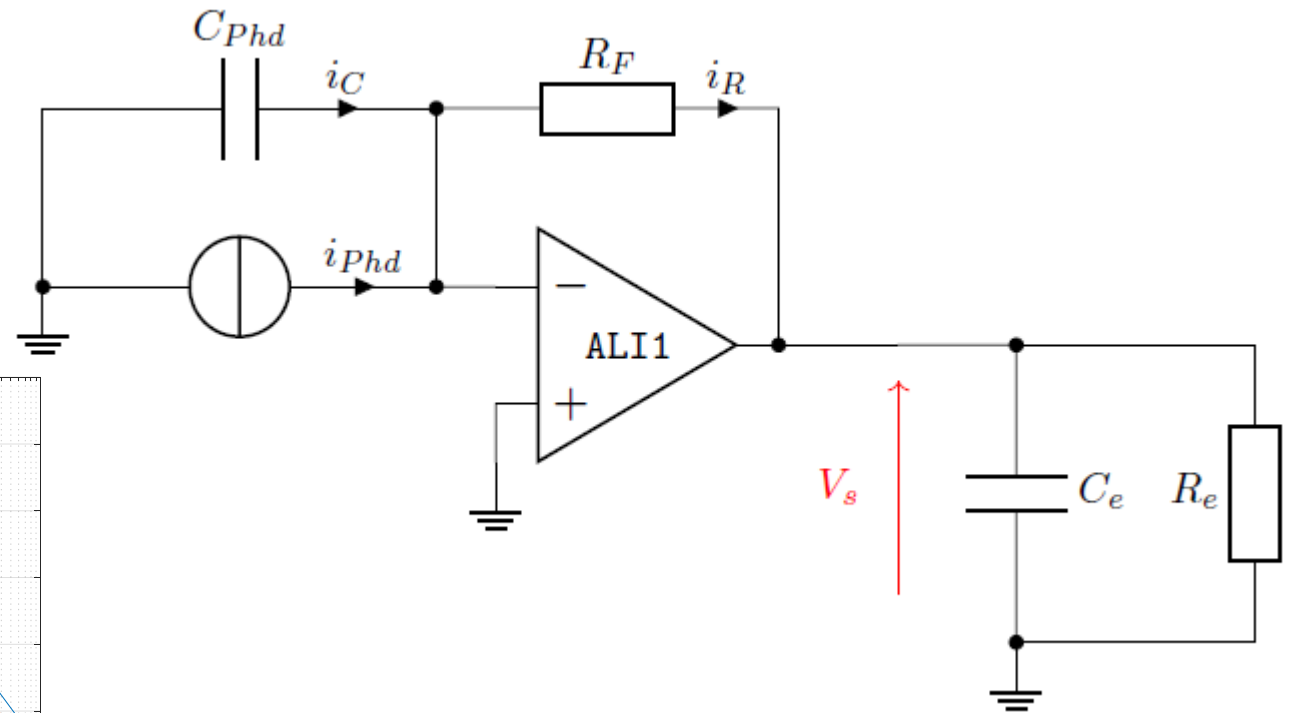 C_{Phd}
i_C
R_F
i_R
i_{Phd}
−
ALI1
+
V_s
C_e
R_e